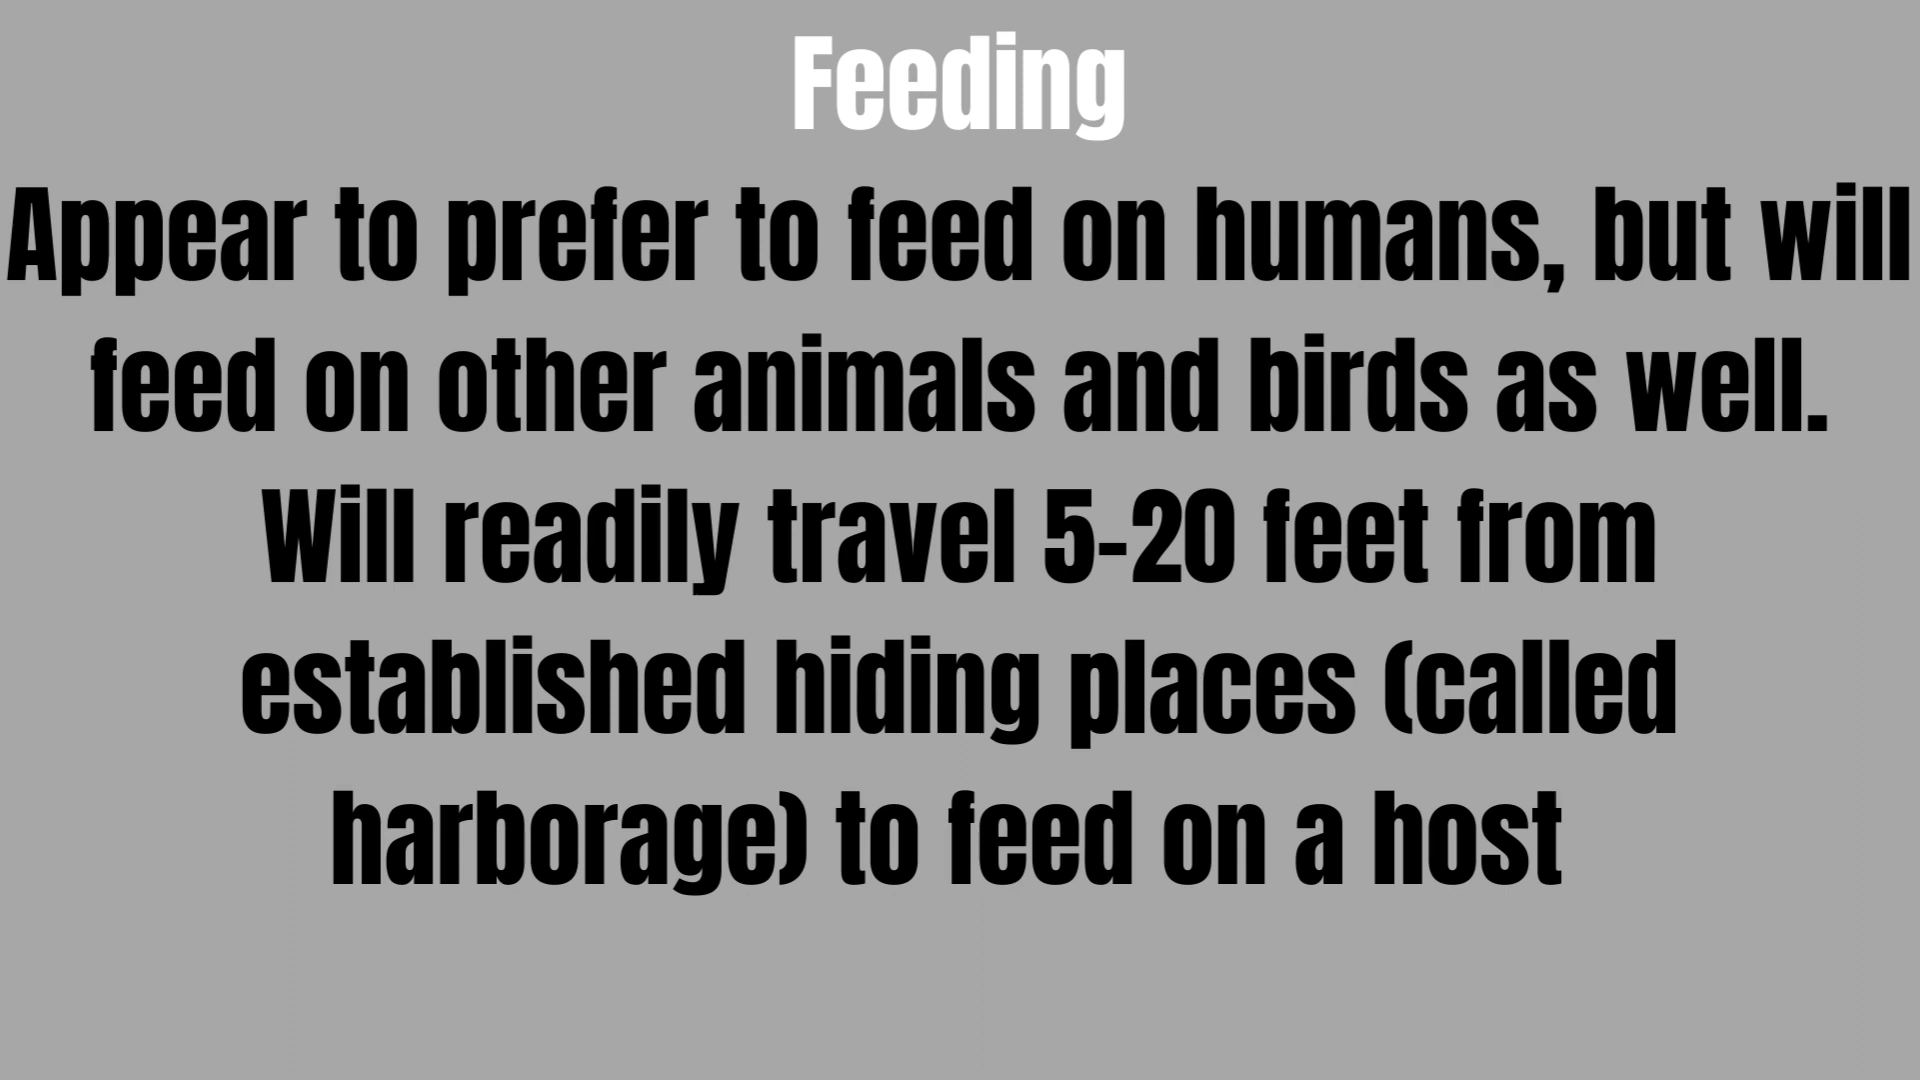 Feeding
Appear to prefer to feed on humans, but will
feed on other animals and birds as well.
Will readily travel 5-20 feet from
established hiding places (called
harborage) to feed on a host